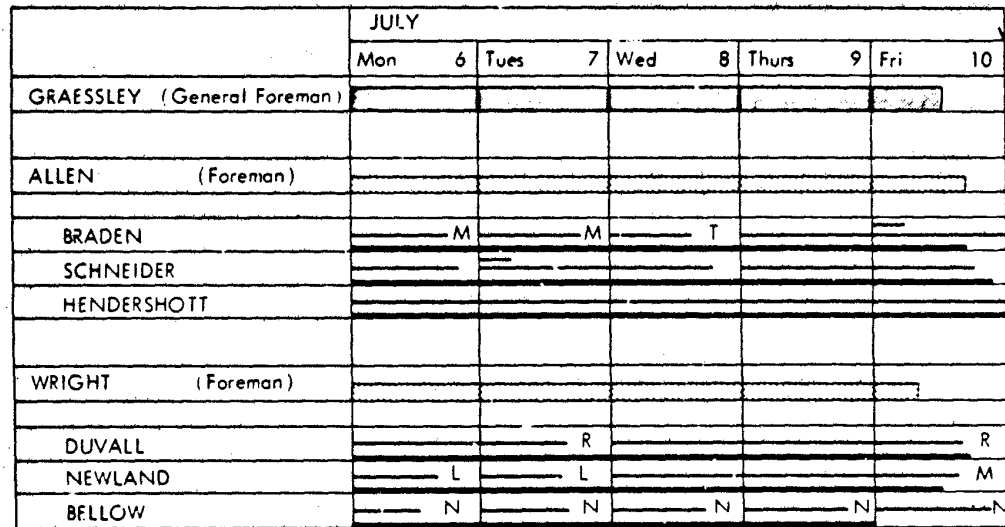 JULY
Mon 6 Tues 7 Wed 8 Thurs 9 Fri 10
GRAESSLEY (General Foreman)
ALLEN (Foreman)
BRADEN M M T
SCHNEIDER
HENDERSHOTT
WRIGHT (Foreman)
DUVALL R R
NEWLAND L L M
BELLOW N N N N N